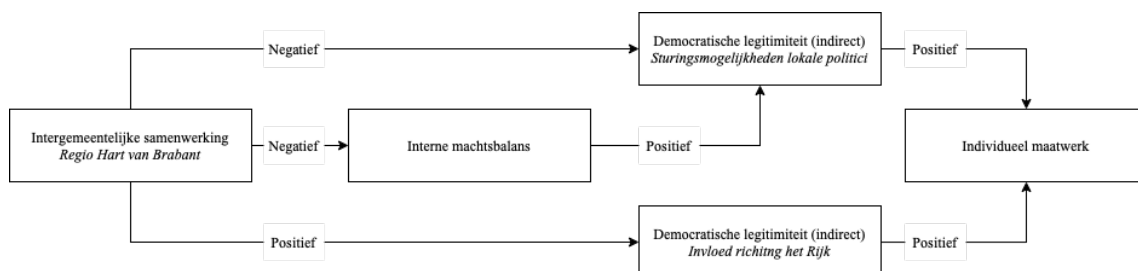 Negatief
Democratische legitimiteit (indirect)
Sturingsmogelijkheden lokale politici
Positief
Intergemeentelijke samenwerking
Regio Hart van Brabant
Negatief
Interne machtsbalans
Positief
Individueel maatwerk
Positief
Democratische legitimiteit (indirect)
Invloed richitng het Rijk
Positief